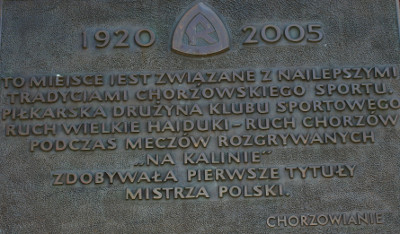 1920 2005
TO MIEJSCE JEST ZWIĄZANE Z NAJLEPSZYMI
TRADYCJAMI CHORZOWSKIEGO SPORTU.
PIŁKARSKA DRUŻYNA KLUBU SPORTOWEGO
RUCH WIELKIE HAJDUKI – RUCH CHORZÓW
PODCZAS MECZÓW ROZGRYWANYCH
„NA KALINIE”
ZDOBYWAŁA PIERWSZE TYTUŁY
MISTRZA POLSKI.
CHORZOWIANIE